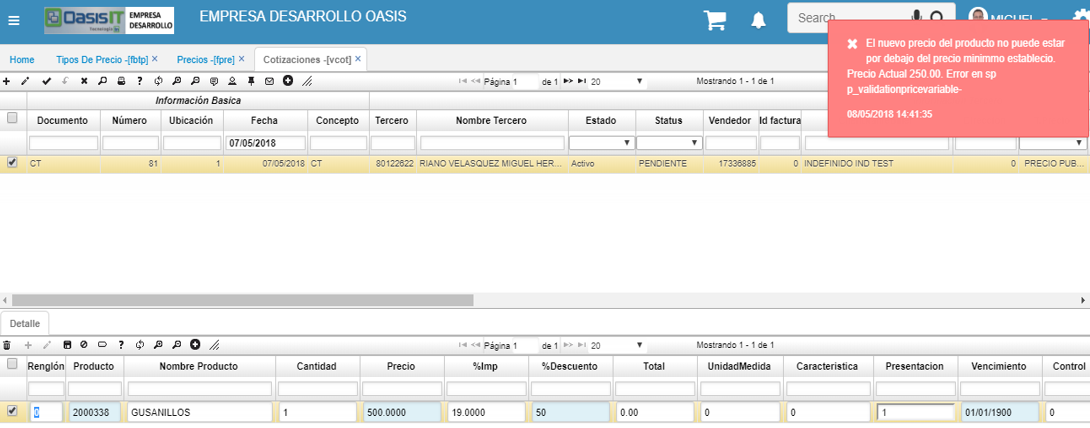 OasisIT
Tecnología
EMPRESA
DESARROLLO
EMPRESA DESARROLLO OASIS
Search
MIGUEL
El nuevo precio del producto no puede estar
por debajo del precio minimmo establecio.
Precio Actual 250.00. Error en sp
p_validationpricevariable-
08/05/2018 14:41:35
Home Tipos De Precio -[fbtp] × Precios -[fpre] × Cotizaciones -[vcot] ×
Página 1 de 1 20 Mostrando 1 - 1 de 1
Información Basica
Documento Número Ubicación Fecha Concepto Tercero Nombre Tercero Estado Status Vendedor Id factura
07/05/2018
CT 81 1 07/05/2018 CT 80122622 RIANO VELASQUEZ MIGUEL HER... Activo PENDIENTE 17336885 0 INDEFINIDO IND TEST 0 PRECIO PUB...
Detalle
Página 1 de 1 20 Mostrando 1 - 1 de 1
Renglón Producto Nombre Producto Cantidad Precio %Imp %Descuento Total UnidadMedida Caracteristica Presentacion Vencimiento Control
0 2000338 GUSANILLOS 1 500.0000 19.0000 50 0.00 0 0 1 01/01/1900 0